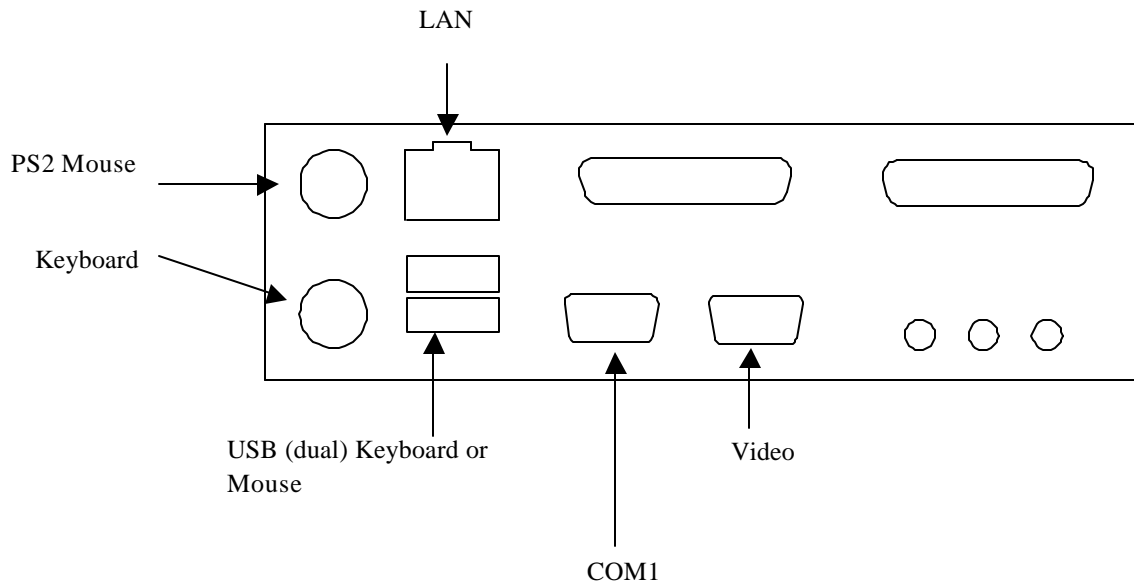 LAN
PS2 Mouse
Keyboard
USB (dual) Keyboard or
Mouse
Video
COM1